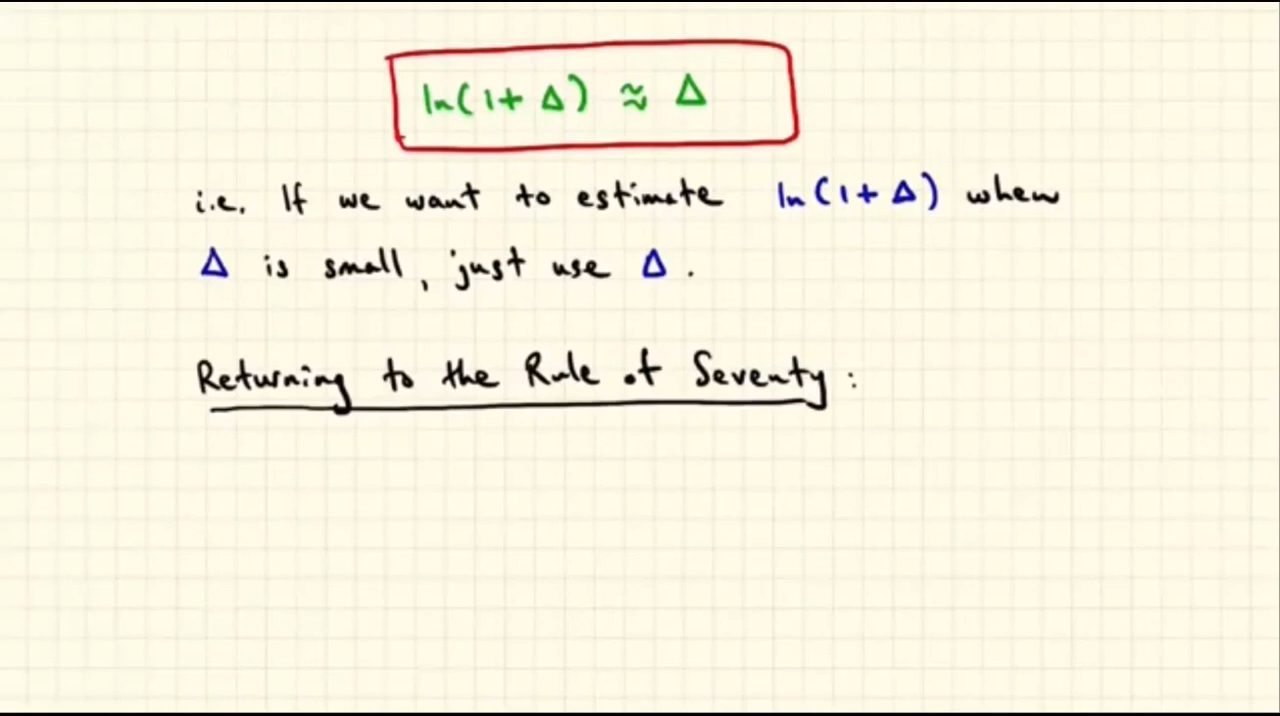 ln(1+ Δ) ≈ Δ
i.e. If we want to estimate ln(1+ Δ) when
Δ is small, just use Δ.
Returning to the Rule of Seventy: